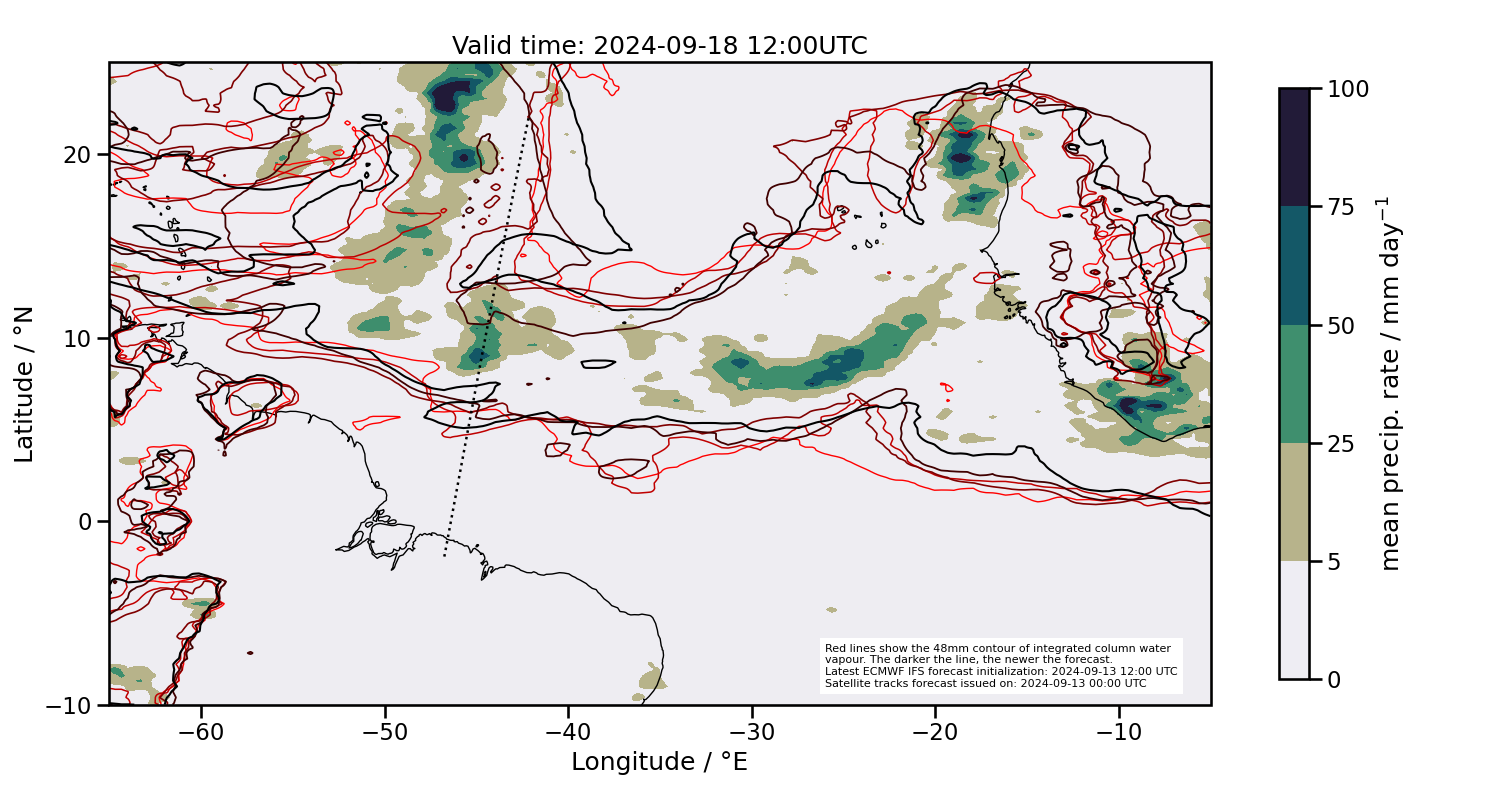 Valid time: 2024-09-18 12:00UTC
Latitude / °N
20
10
0
−10
−60
−50
−40
−30
−20
−10
Longitude / °E
Red lines show the 48mm contour of integrated column water
vapour. The darker the line, the newer the forecast.
Latest ECMWF IFS forecast initialization: 2024-09-13 12:00 UTC
Satellite tracks forecast issued on: 2024-09-13 00:00 UTC
100
75
50
25
5
0
mean precip. rate / mm day⁻¹